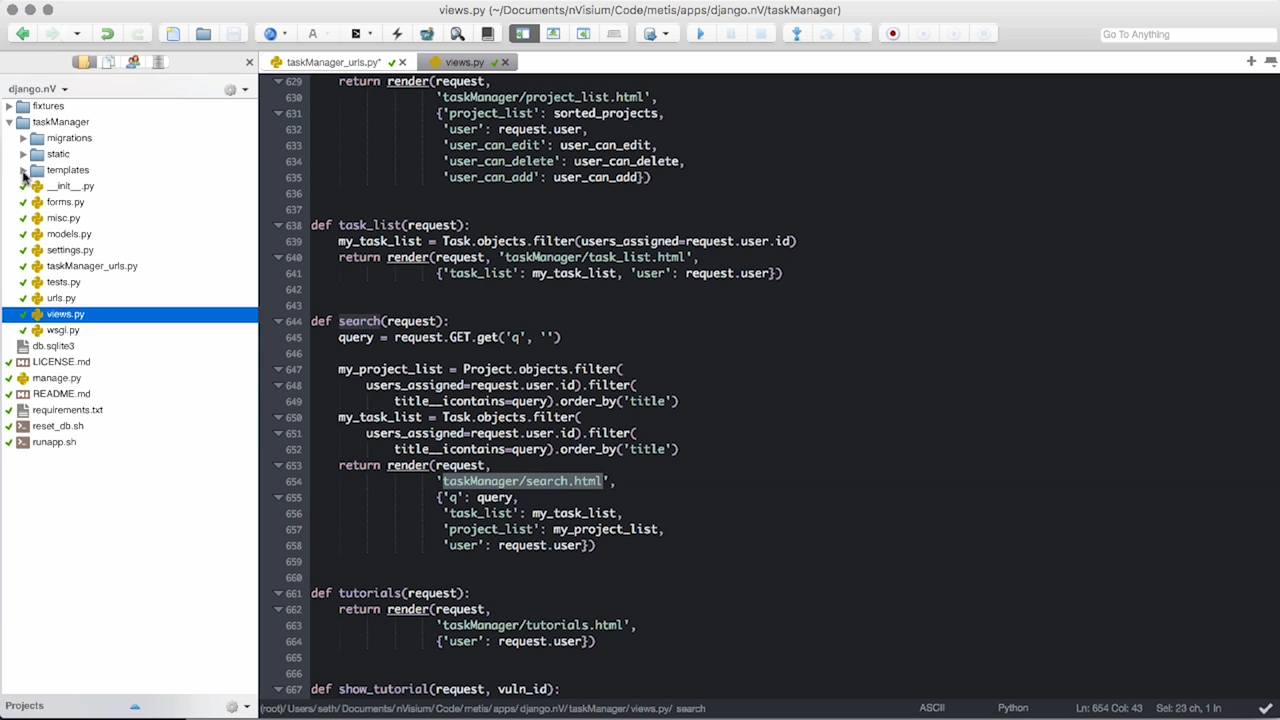 views.py (~/Documents/nVisium/Code/metis/apps/django.nV/taskManager)
Go To Anything
taskManager_urls.py*
views.py
django.nV
fixtures
taskManager
migrations
static
templates
__init__.py
forms.py
misc.py
models.py
settings.py
taskManager_urls.py
tests.py
urls.py
views.py
wsgi.py
db.sqlite3
LICENSE.md
manage.py
README.md
requirements.txt
reset_db.sh
runapp.sh
Projects
629 return render(request,
630 'taskManager/project_list.html',
631 {'project_list': sorted_projects,
632 'user': request.user,
633 'user_can_edit': user_can_edit,
634 'user_can_delete': user_can_delete,
635 'user_can_add': user_can_add})
636
637
638 def task_list(request):
639 my_task_list = Task.objects.filter(users_assigned=request.user.id)
640 return render(request, 'taskManager/task_list.html',
641 {'task_list': my_task_list, 'user': request.user})
642
643
644 def search(request):
645 query = request.GET.get('q', '')
646
647 my_project_list = Project.objects.filter(
648 users_assigned=request.user.id).filter(
649 title__icontains=query).order_by('title')
650 my_task_list = Task.objects.filter(
651 users_assigned=request.user.id).filter(
652 title__icontains=query).order_by('title')
653 return render(request,
654 'taskManager/search.html',
655 {'q': query,
656 'task_list': my_task_list,
657 'project_list': my_project_list,
658 'user': request.user})
659
660
661 def tutorials(request):
662 return render(request,
663 'taskManager/tutorials.html',
664 {'user': request.user})
665
666
667 def show_tutorial(request, vuln_id):
(root)/Users/seth/Documents/nVisium/Code/metis/apps/django.nV/taskManager/views.py/ search
ASCII
Python
Ln: 654 Col: 43
Sel: 23 ch, 1 ln